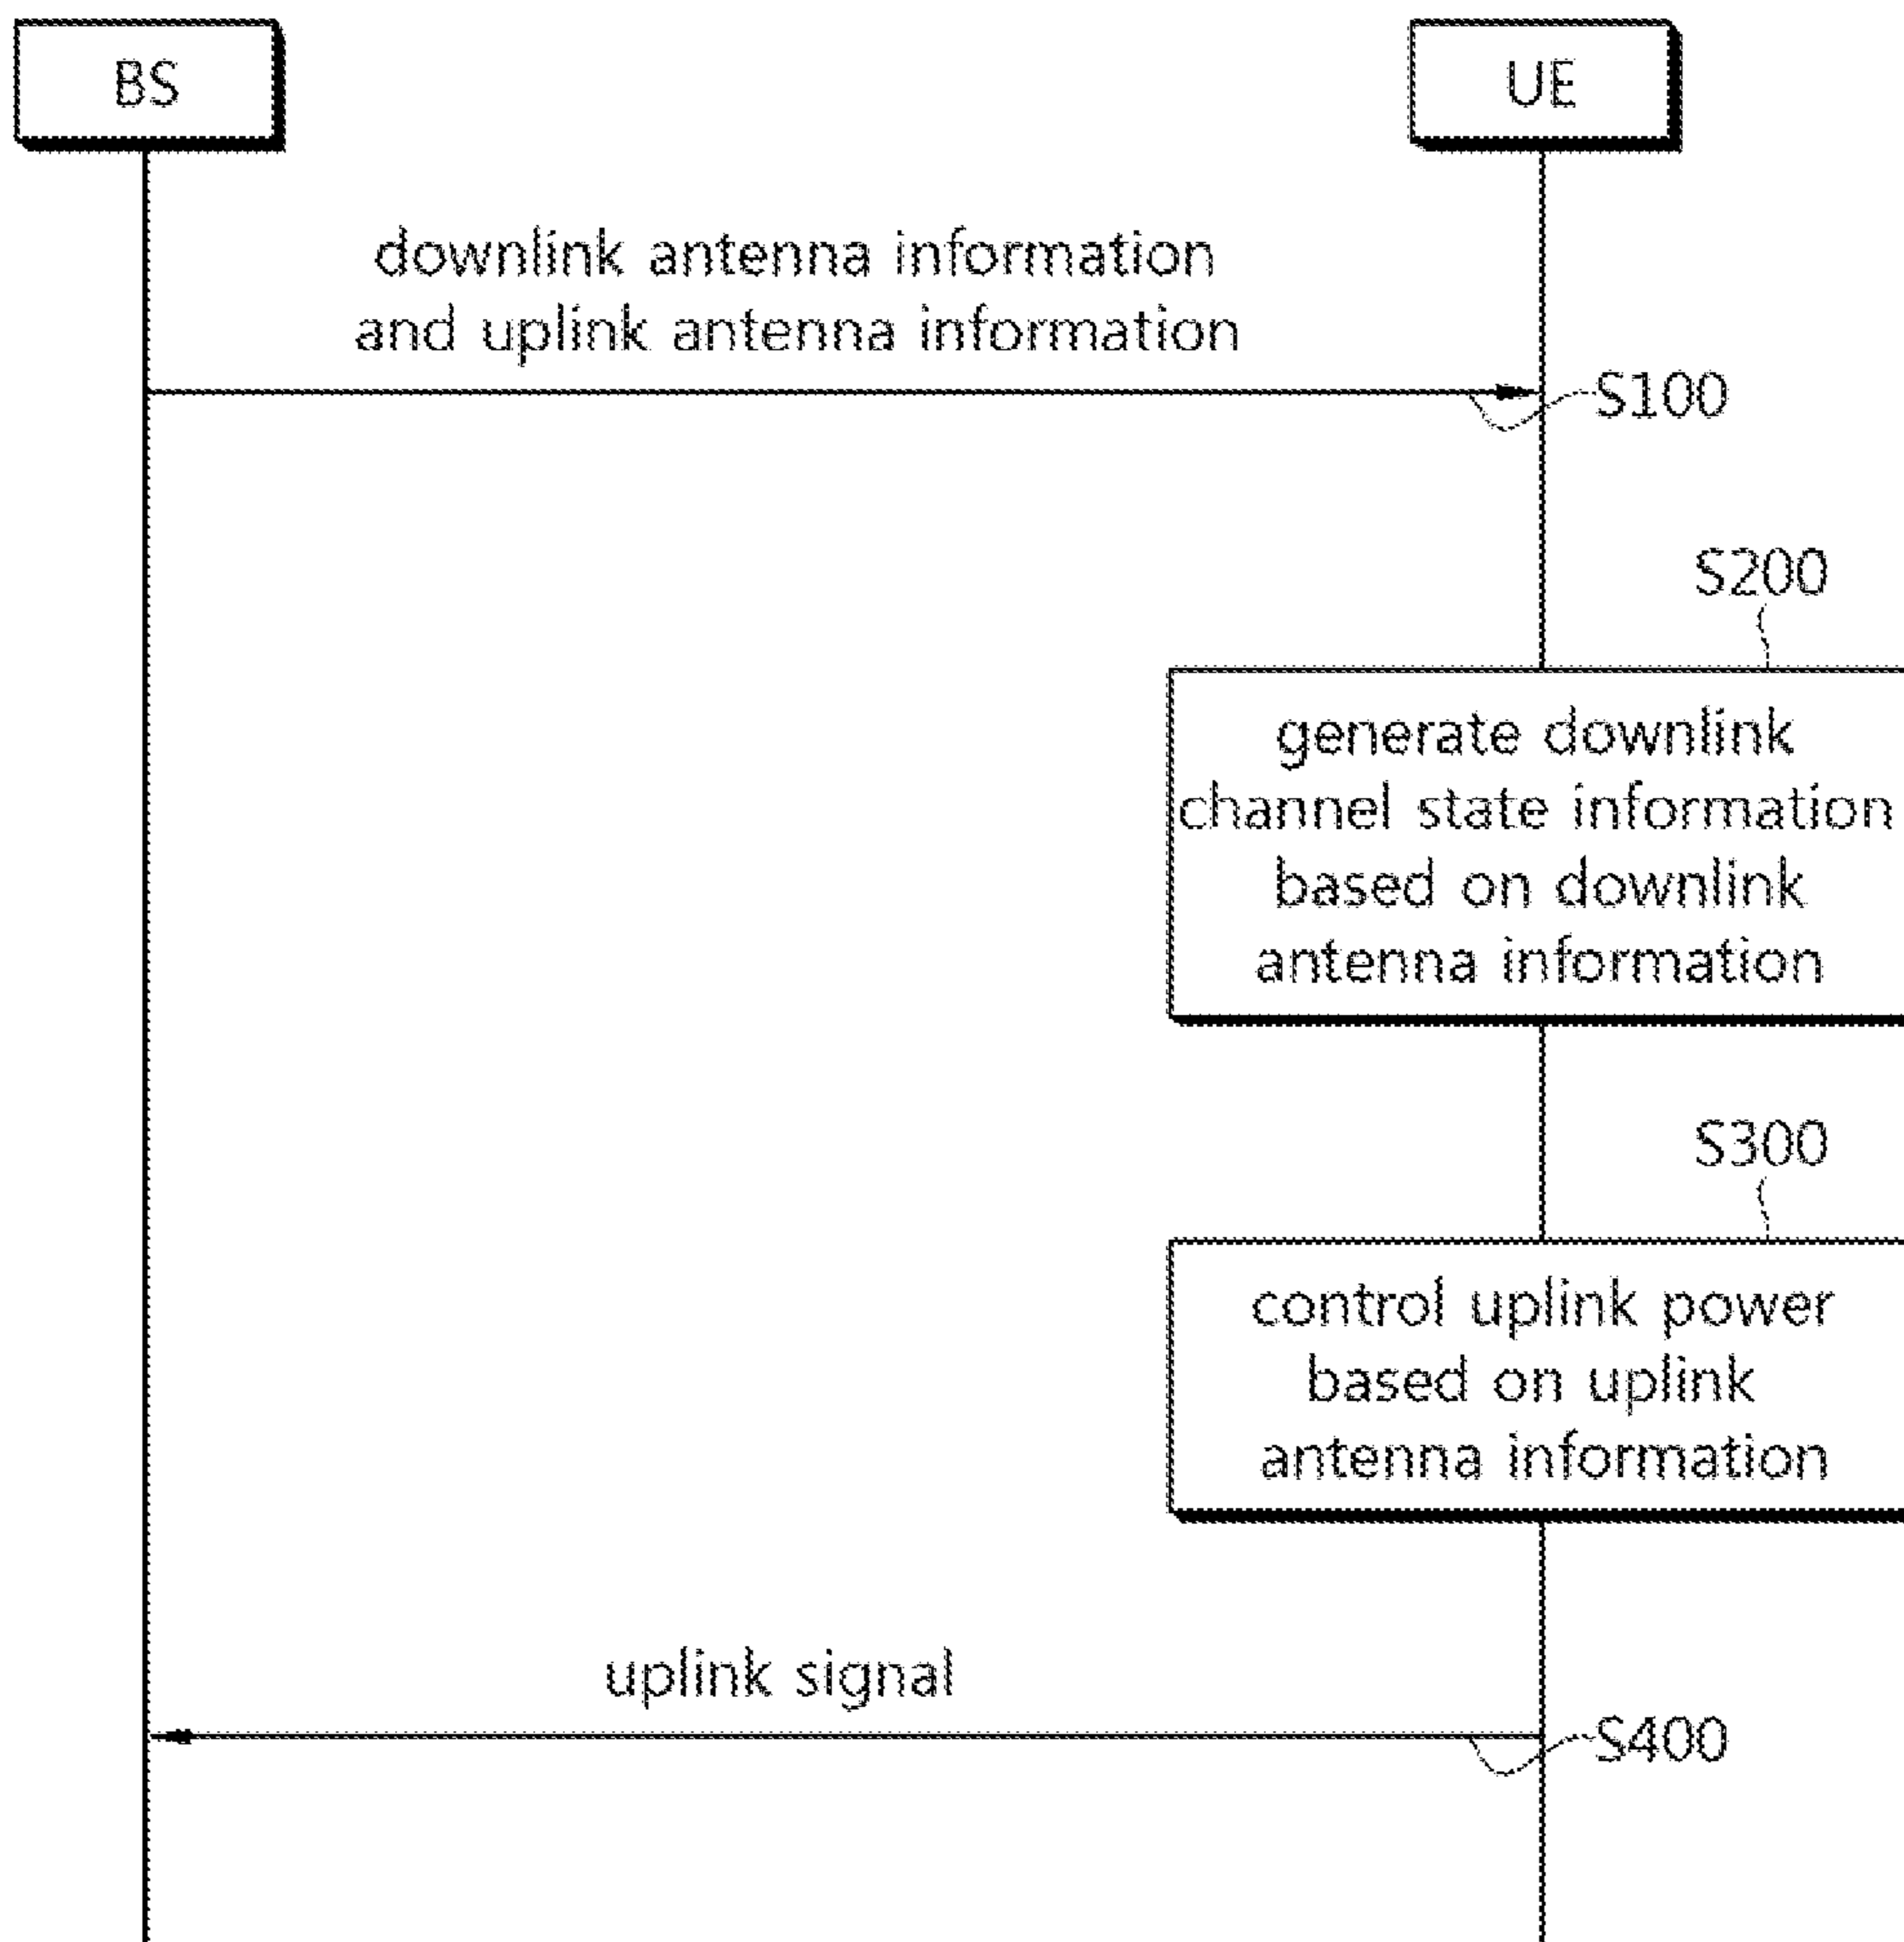 BS
UE
downlink antenna information
and uplink antenna information
S100
S200
generate downlink
channel state information
based on downlink
antenna information
S300
control uplink power
based on uplink
antenna information
uplink signal
S400